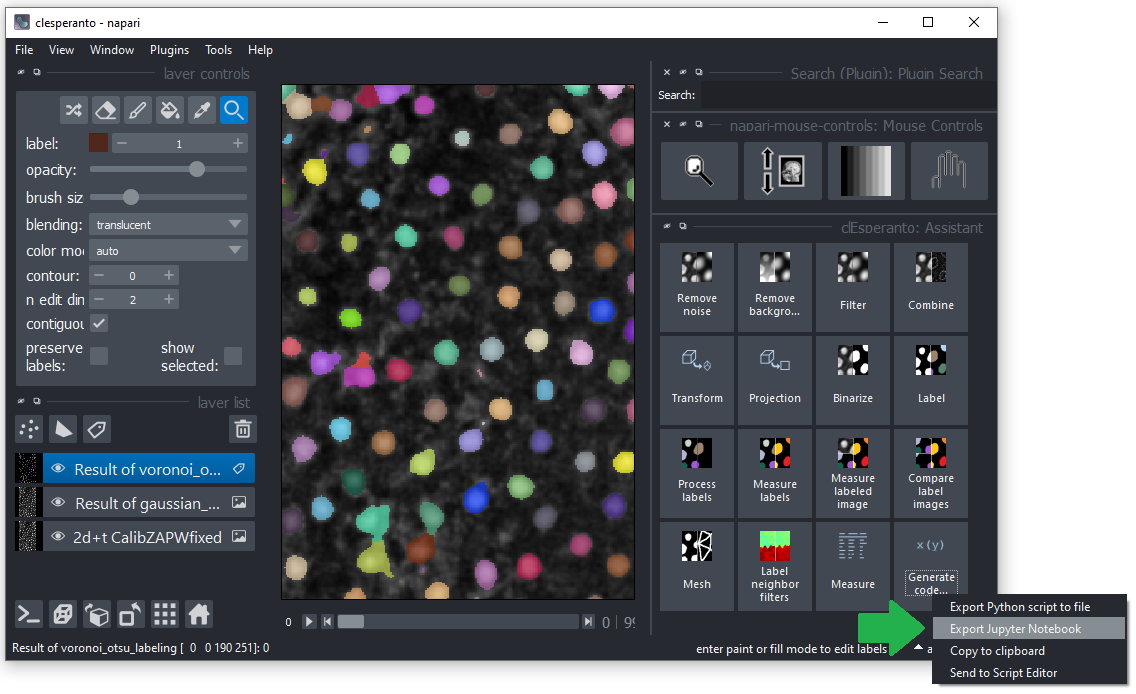 clesperanto - napari
File View Window Plugins Tools Help
layer controls
label:
1
opacity:
brush siz
blending:
translucent
color mo
auto
contour:
0
n edit din
2
contiguou
preserve
labels:
show
selected:
layer list
Result of voronoi_o...
Result of gaussian_...
2d+t CalibZAPWfixed
0
0
Search (Plugin): Plugin Search
Search:
napari-mouse-controls: Mouse Controls
clEsperanto: Assistant
Remove
noise
Remove
backgro...
Filter
Combine
Transform
Projection
Binarize
Label
Process
labels
Measure
labels
Measure
labeled
image
Compare
label
images
Mesh
Label
neighbor
filters
Measure
x(y)
Generate
code...
Export Python script to file
Export Jupyter Notebook
Copy to clipboard
Send to Script Editor
Result of voronoi_otsu_labeling [ 0 0 190 251]: 0
enter paint or fill mode to edit labels